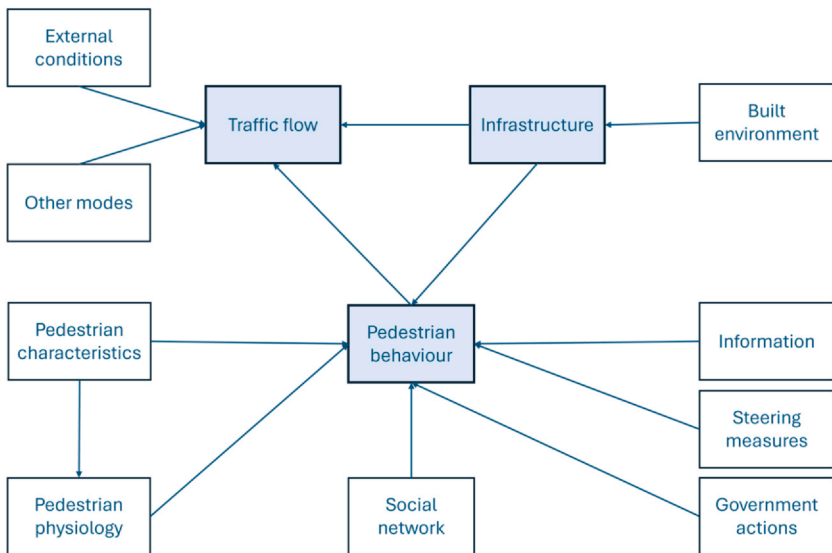 External
conditions
Traffic flow
Infrastructure
Built
environment
Other modes
Pedestrian
characteristics
Pedestrian
behaviour
Information
Steering
measures
Pedestrian
physiology
Social
network
Government
actions